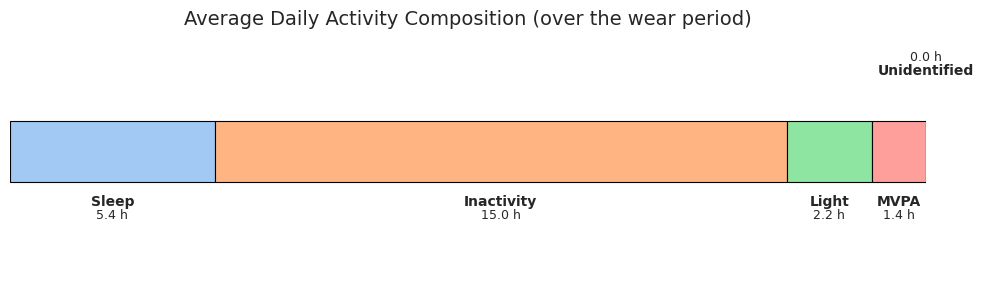 Average Daily Activity Composition (over the wear period)
0.0 h
Unidentified
Sleep
5.4 h
Inactivity
15.0 h
Light
2.2 h
MVPA
1.4 h